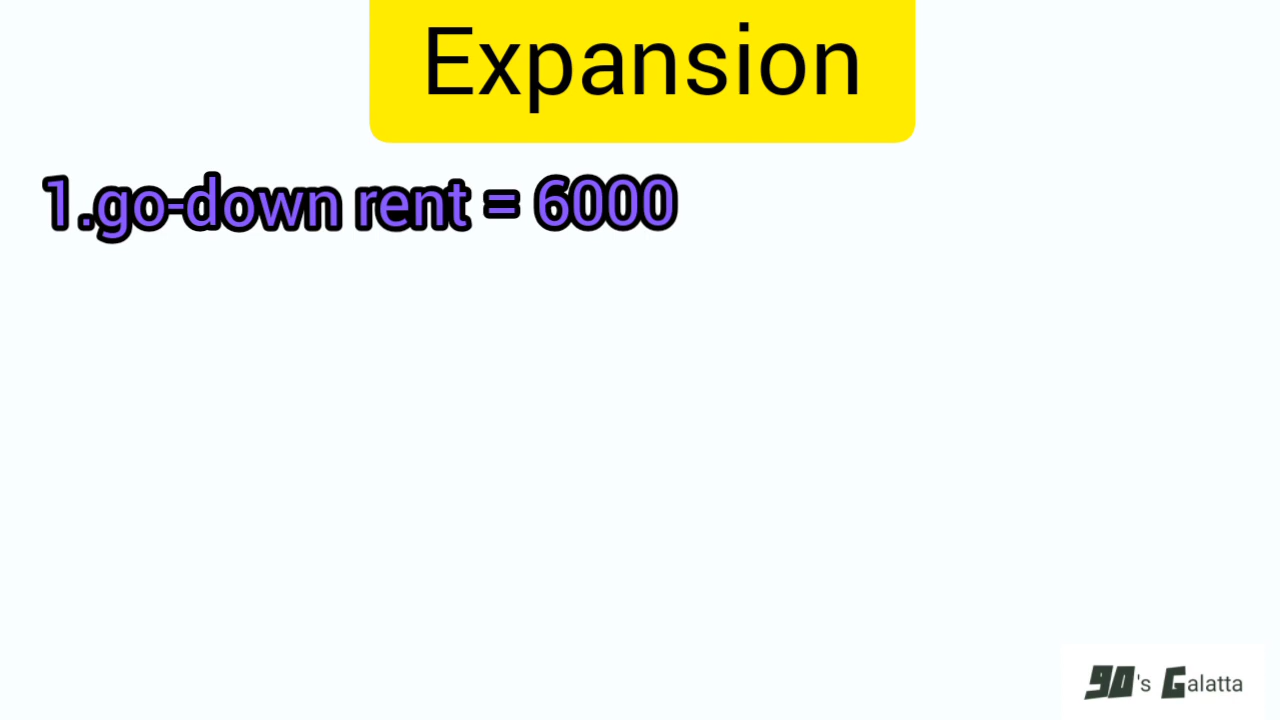 Expansion
1.go-down rent = 6000
90's Galatta